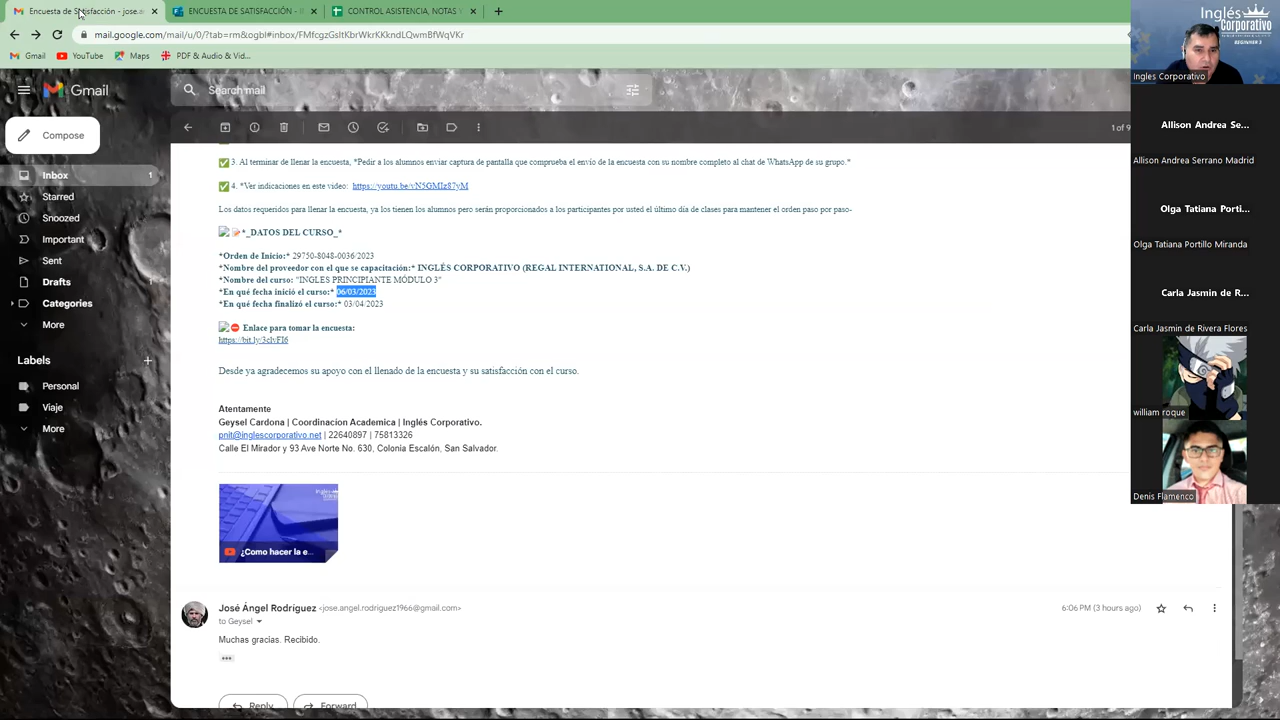 Encuesta de Satisfacción - jose.a
ENCUESTA DE SATISFACCIÓN -
CONTROL ASISTENCIA, NOTAS Y
mail.google.com/mail/u/0/?tab=rm&ogbl#inbox/FMfcgzGsltKbrWkrKKkndLQwmBfWqVKr
Gmail
YouTube
Maps
PDF & Audio & Vid...
Gmail
Search mail
Compose
1 of 9
Inbox
1
Starred
Snoozed
Important
Sent
Drafts
Categories
More
Labels
Personal
Viaje
More
3. Al terminar de llenar la encuesta, *Pedir a los alumnos enviar captura de pantalla que comprueba el envío de la encuesta con su nombre completo al chat de WhatsApp de su grupo.*
4. *Ver indicaciones en este video: https://youtu.be/vN5GMIz87yM
Los datos requeridos para llenar la encuesta, ya los tienen los alumnos pero serán proporcionados a los participantes por usted el último día de clases para mantener el orden paso por paso-
*_DATOS DEL CURSO_*
*Orden de Inicio:* 29750-8048-0036/2023
*Nombre del proveedor con el que se capacitación:* INGLÉS CORPORATIVO (REGAL INTERNATIONAL, S.A. DE C.V.)
*Nombre del curso: "INGLES PRINCIPIANTE MÓDULO 3"
*En qué fecha inició el curso:* 06/03/2023
*En qué fecha finalizó el curso:* 03/04/2023
Enlace para tomar la encuesta:
https://bit.ly/3clvFI6
Desde ya agradecemos su apoyo con el llenado de la encuesta y su satisfacción con el curso.
Atentamente
Geysel Cardona | Coordinacíon Academica | Inglés Corporativo.
pnit@inglescorporativo.net | 22640897 | 75813326
Calle El Mirador y 93 Ave Norte No. 630, Colonia Escalón, San Salvador.
¿Como hacer la e...
José Ángel Rodríguez <jose.angel.rodriguez1966@gmail.com>
6:06 PM (3 hours ago)
to Geysel
Muchas gracias. Recibido.
Reply
Forward
Inglés
Corporativo
BEGINNER 3
Ingles Corporativo
Allison Andrea Se...
Allison Andrea Serrano Madrid
Olga Tatiana Porti...
Olga Tatiana Portillo Miranda
Carla Jasmin de Ri...
Carla Jasmin de Rivera Flores
william roque
Denis Flamenco